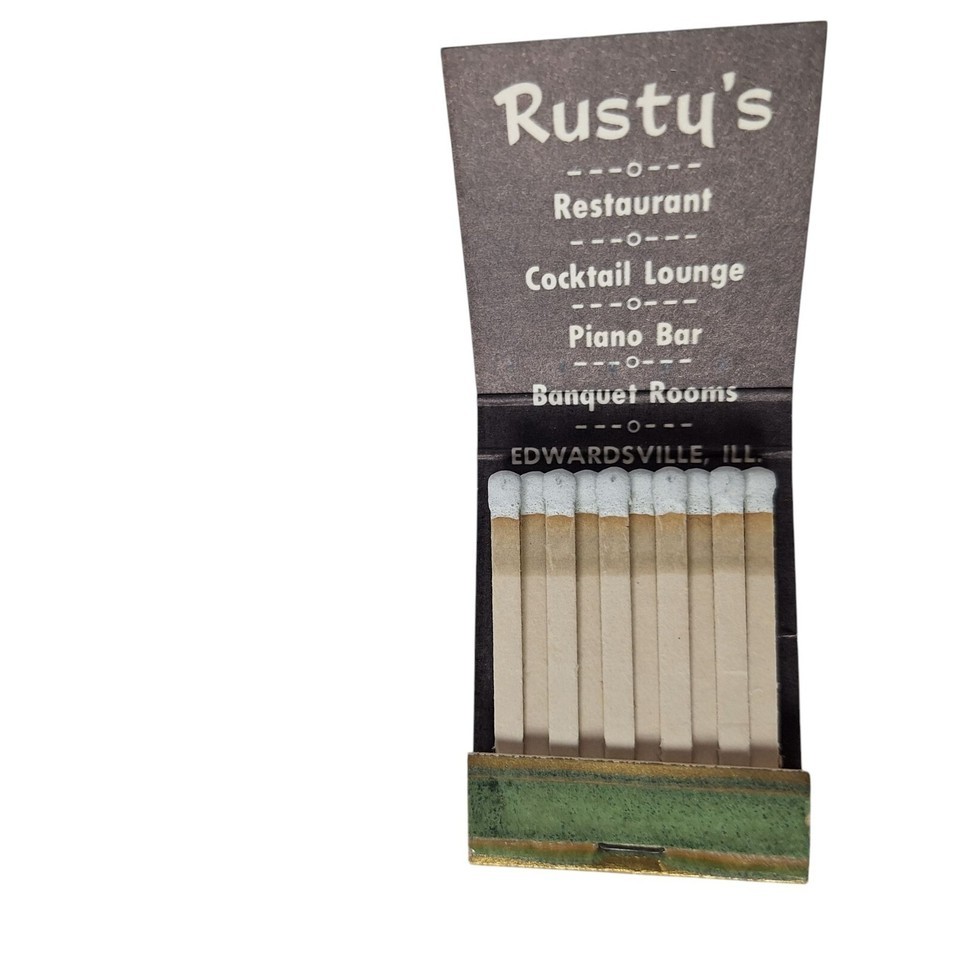 Rusty's
Restaurant
Cocktail Lounge
Piano Bar
Banquet Rooms
EDWARDSVILLE, ILL.